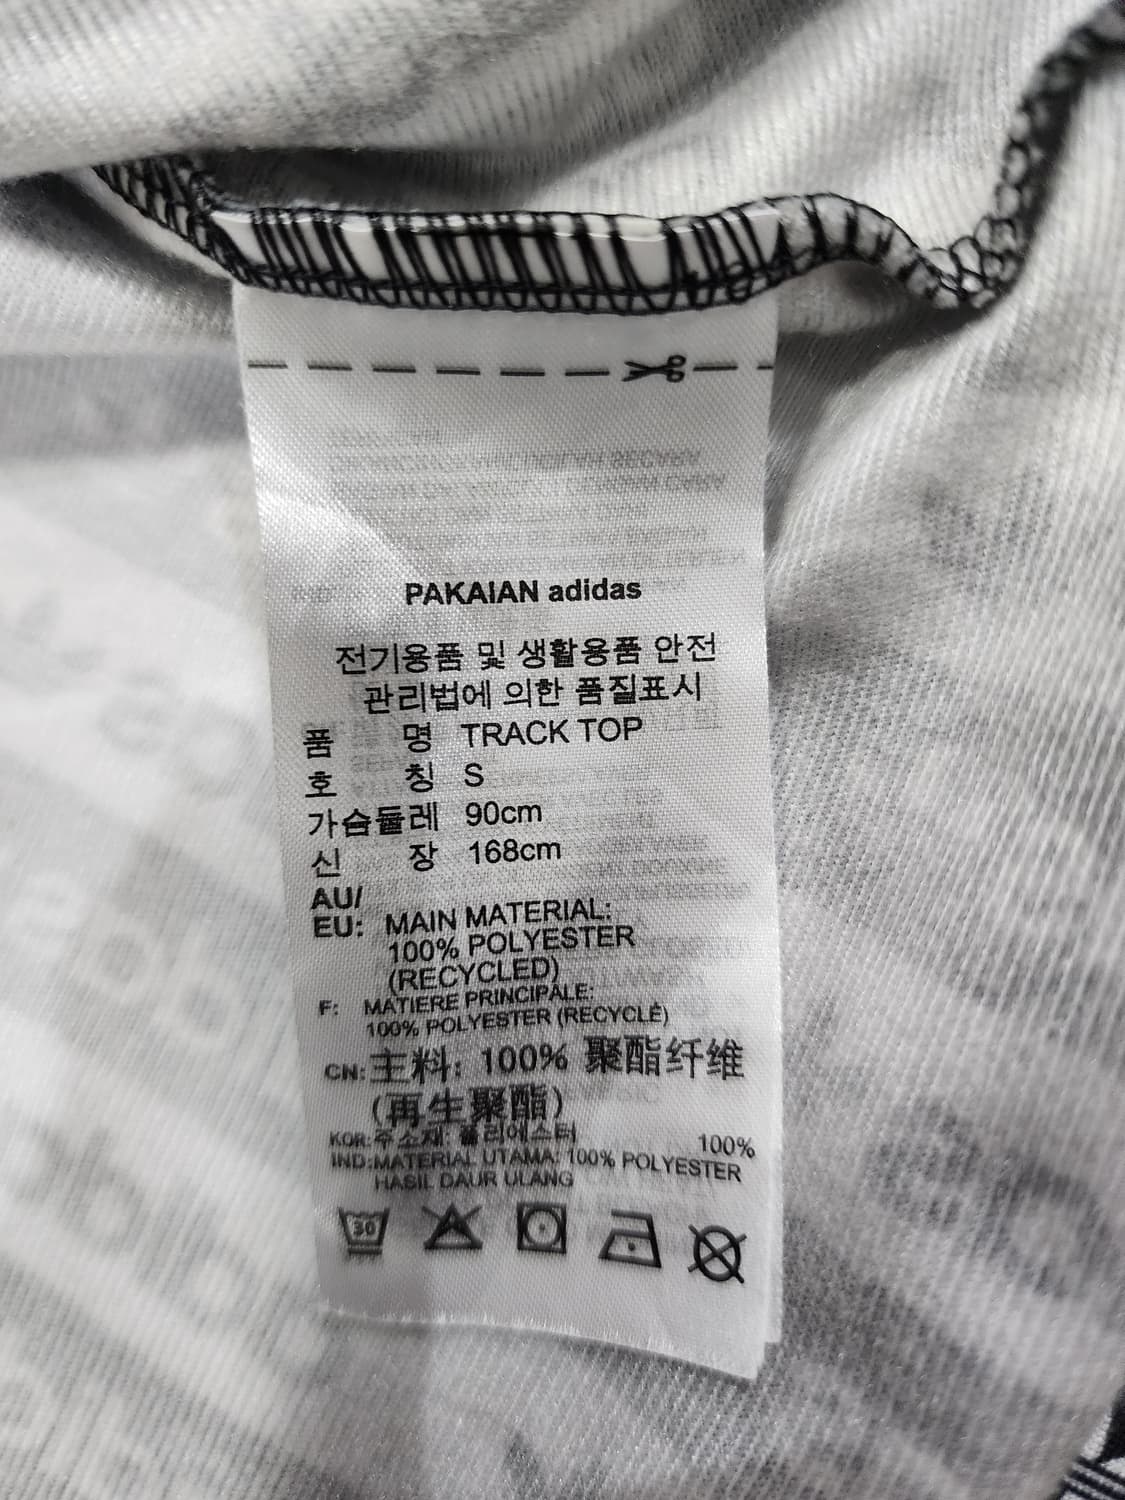 PAKAIAN adidas
전기용품 및 생활용품 안전
관리법에 의한 품질표시
품 명 TRACK TOP
호 칭 S
가슴둘레 90cm
신 장 168cm
AU/
EU: MAIN MATERIAL:
100% POLYESTER
(RECYCLED)
F: MATIERE PRINCIPALE:
100% POLYESTER (RECYCLÉ)
CN: 主料: 100% 聚酯纤维
(再生聚酯)
KOR: 주소재: 폴리에스터 100%
IND: MATERIAL UTAMA: 100% POLYESTER
HASIL DAUR ULANG
30